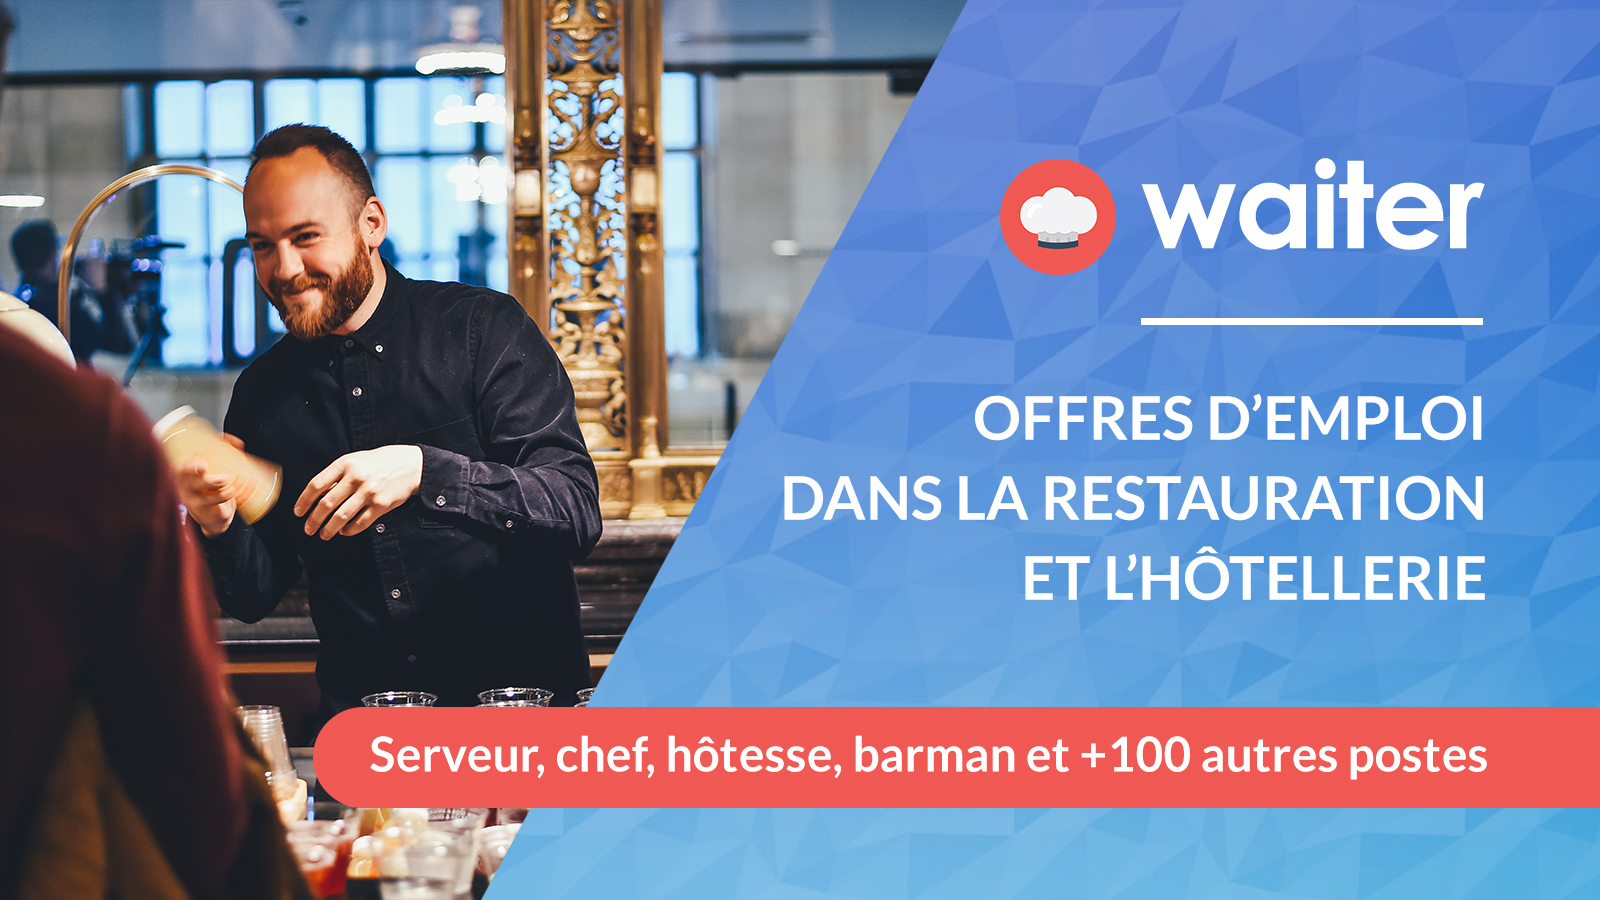 waiter
OFFRES D’EMPLOI
DANS LA RESTAURATION
ET L’HÔTELLERIE
Serveur, chef, hôtesse, barman et +100 autres postes